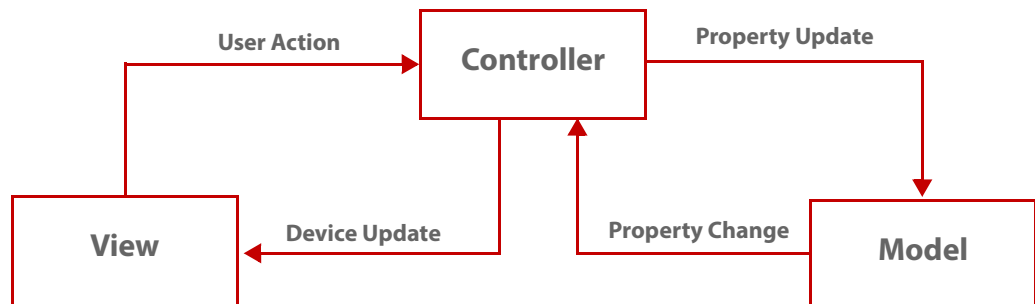 User Action
Controller
Property Update
View
Device Update
Property Change
Model